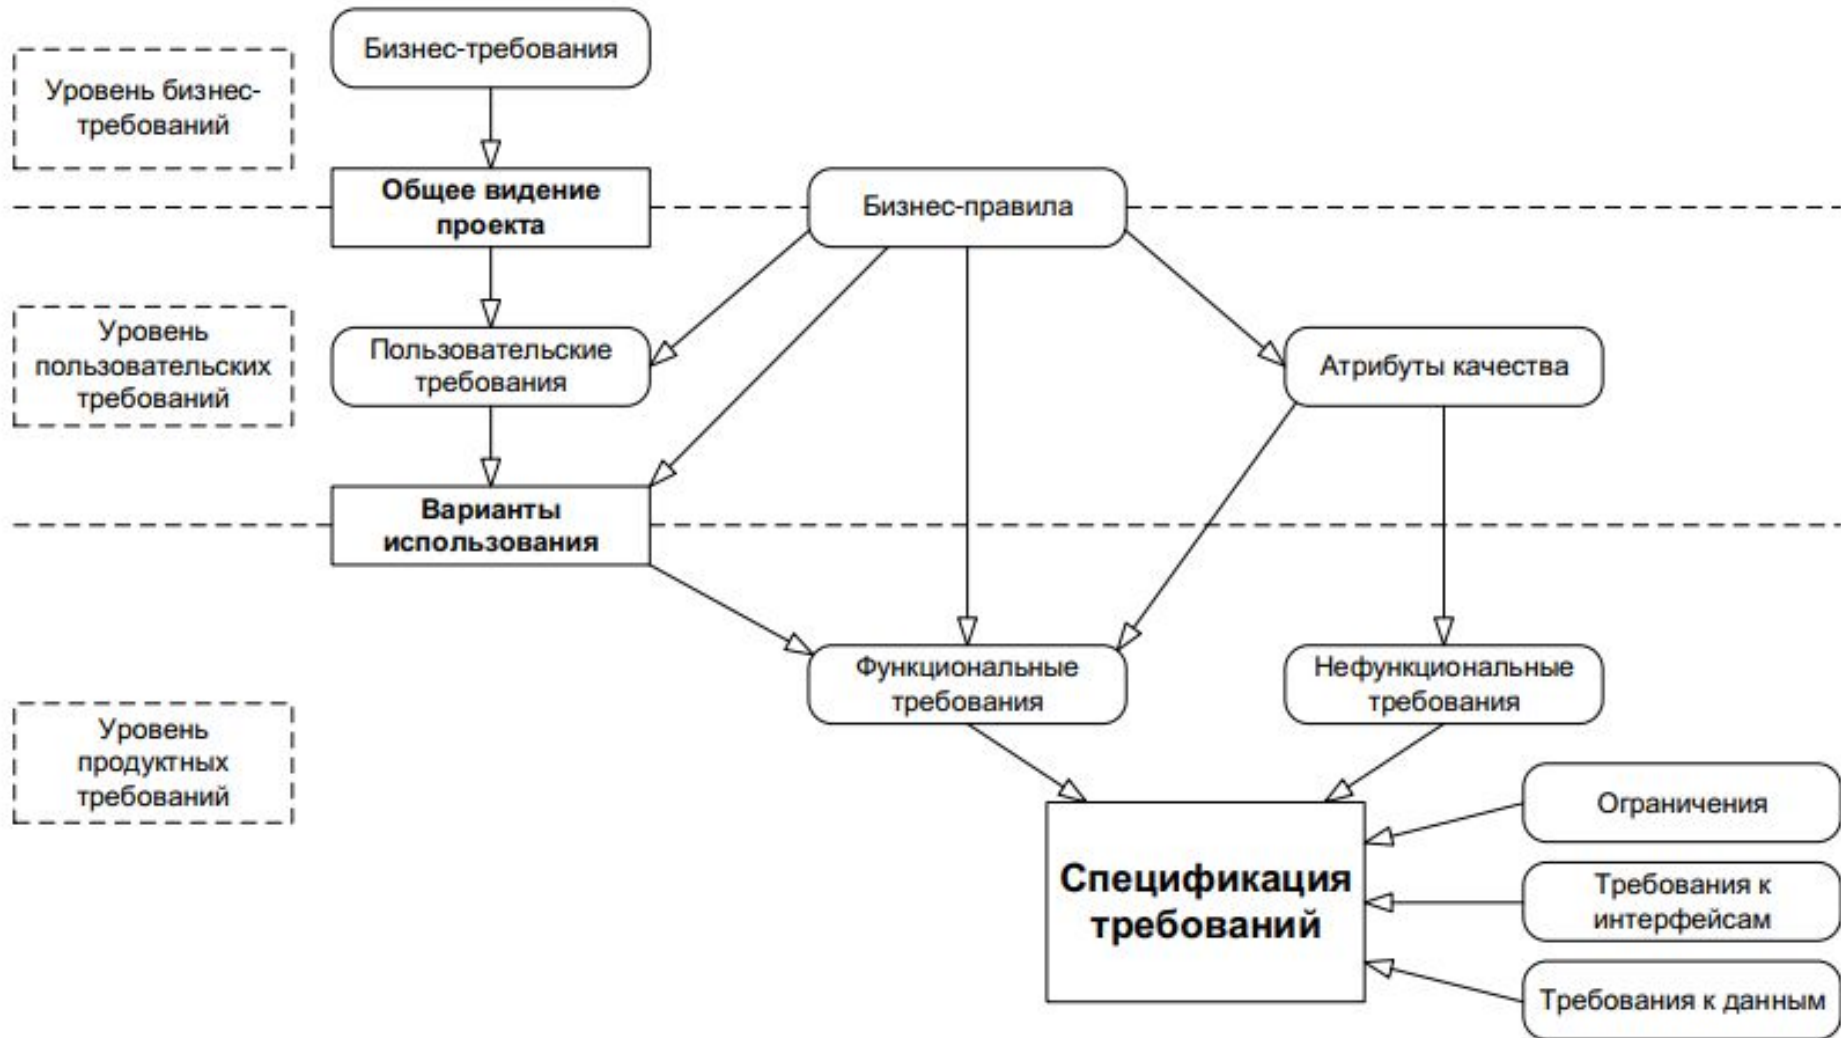 Бизнес-требования
Уровень бизнес-
требований
Общее видение
проекта
Бизнес-правила
Уровень
пользовательских
требований
Пользовательские
требования
Атрибуты качества
Варианты
использования
Функциональные
требования
Нефункциональные
требования
Уровень
продуктных
требований
Ограничения
Спецификация
требований
Требования к
интерфейсам
Требования к данным